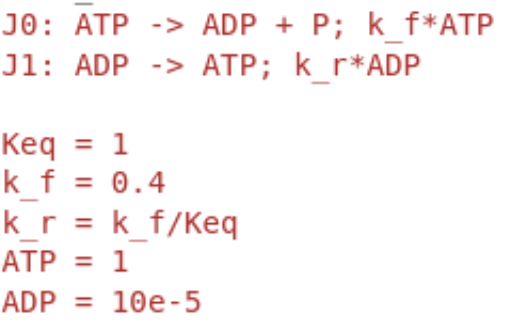 J0: ATP -> ADP + P; k_f*ATP
J1: ADP -> ATP; k_r*ADP
Keq = 1
k_f = 0.4
k_r = k_f/Keq
ATP = 1
ADP = 10e-5